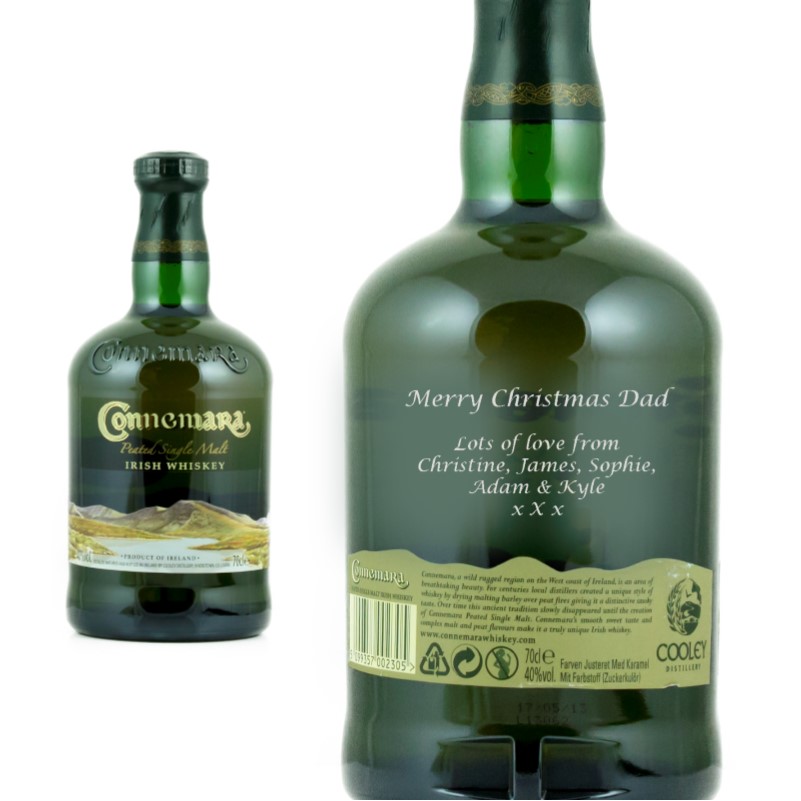 Connemara
Connemara
Peated Single Malt
IRISH WHISKEY
• PRODUCT OF IRELAND •
70cl
Merry Christmas Dad
Lots of love from
Christine, James, Sophie,
Adam & Kyle
x X x
Connemara
Connemara, a wild rugged region on the West coast of Ireland, is an area of
breathtaking beauty. For centuries local distillers created a unique style of
whiskey by drying malting barley over peat fires giving it a distinctive smoky
taste. Over time this ancient tradition slowly disappeared until the creation
of Connemara Peated Single Malt. Connemara's smooth sweet taste and
complex malt and peat flavours make it a truly unique Irish whiskey.
www.connemarawhiskey.com
70cl e
40%vol.
Farven Justeret Med Karamel
Mit Farbstoff (Zuckerkulör)
COOLEY
DISTILLERY